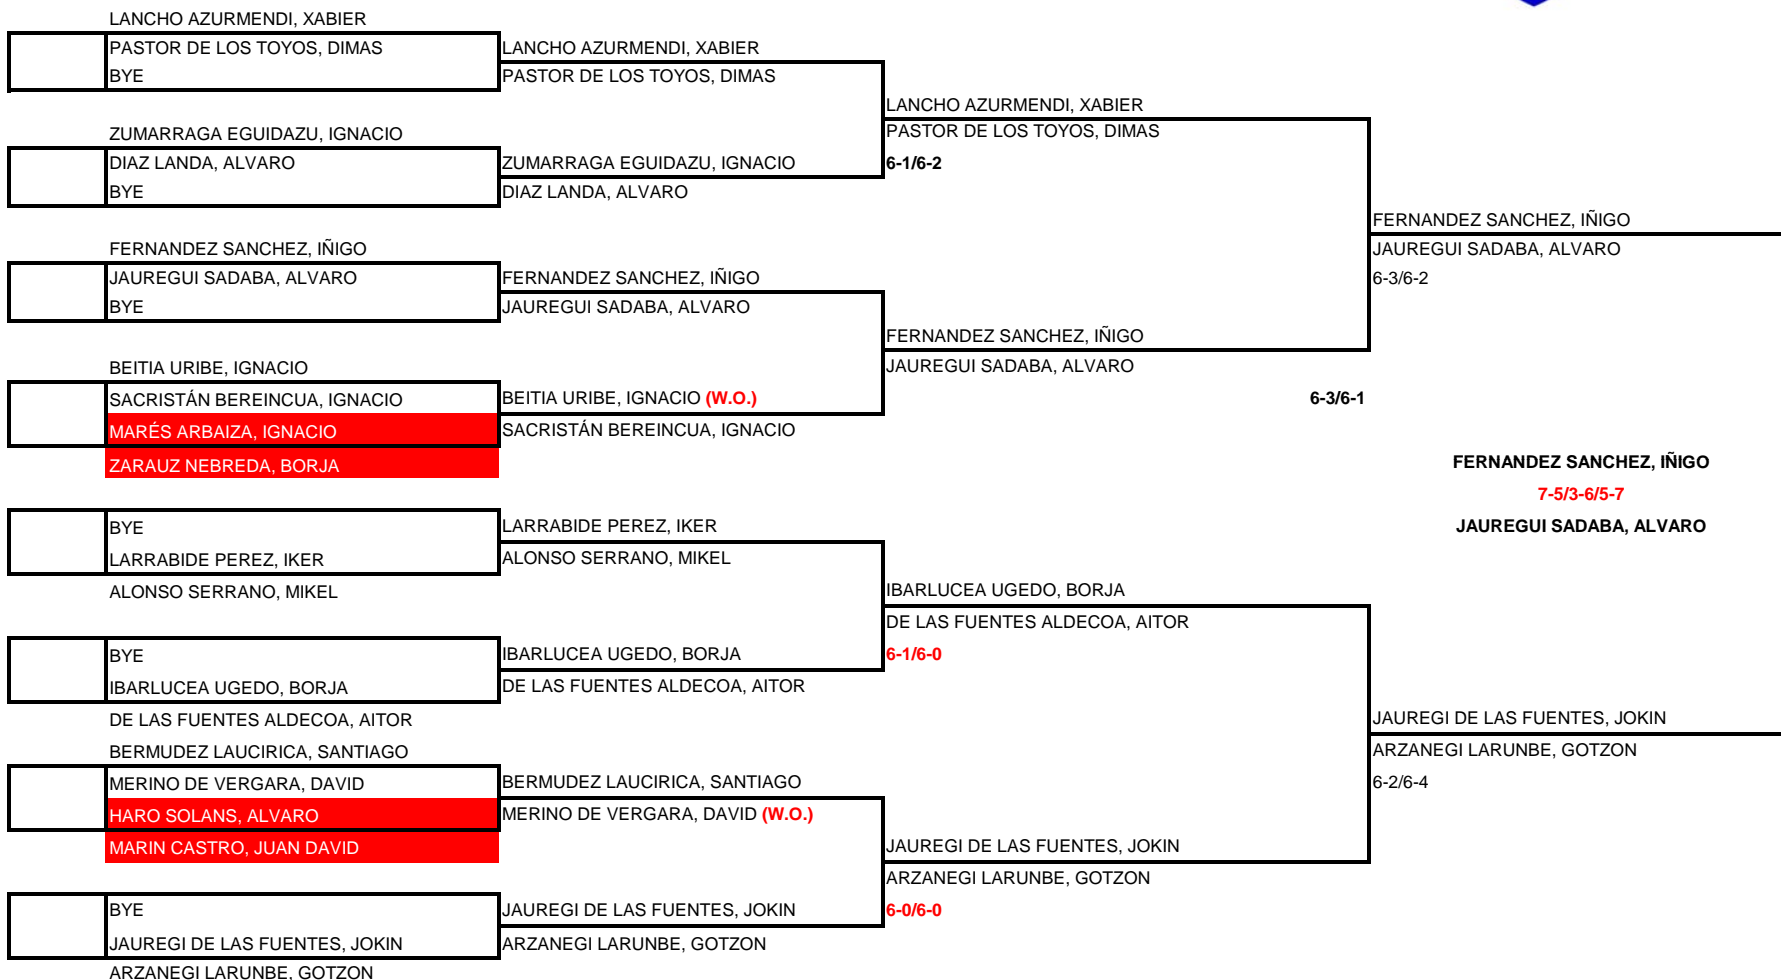 LANCHO AZURMENDI, XABIER
PASTOR DE LOS TOYOS, DIMAS
BYE
ZUMARRAGA EGUIDAZU, IGNACIO
DIAZ LANDA, ALVARO
BYE
FERNANDEZ SANCHEZ, IÑIGO
JAUREGUI SADABA, ALVARO
BYE
BEITIA URIBE, IGNACIO
SACRISTÁN BEREINCUA, IGNACIO
MARÉS ARBAIZA, IGNACIO
ZARAUZ NEBREDA, BORJA
BYE
LARRABIDE PEREZ, IKER
ALONSO SERRANO, MIKEL
BYE
IBARLUCEA UGEDO, BORJA
DE LAS FUENTES ALDECOA, AITOR
BERMUDEZ LAUCIRICA, SANTIAGO
MERINO DE VERGARA, DAVID
HARO SOLANS, ALVARO
MARIN CASTRO, JUAN DAVID
BYE
JAUREGI DE LAS FUENTES, JOKIN
ARZANEGI LARUNBE, GOTZON
LANCHO AZURMENDI, XABIER
PASTOR DE LOS TOYOS, DIMAS
ZUMARRAGA EGUIDAZU, IGNACIO
DIAZ LANDA, ALVARO
FERNANDEZ SANCHEZ, IÑIGO
JAUREGUI SADABA, ALVARO
BEITIA URIBE, IGNACIO (W.O.)
SACRISTÁN BEREINCUA, IGNACIO
LARRABIDE PEREZ, IKER
ALONSO SERRANO, MIKEL
IBARLUCEA UGEDO, BORJA
DE LAS FUENTES ALDECOA, AITOR
BERMUDEZ LAUCIRICA, SANTIAGO
MERINO DE VERGARA, DAVID (W.O.)
JAUREGI DE LAS FUENTES, JOKIN
ARZANEGI LARUNBE, GOTZON
LANCHO AZURMENDI, XABIER
PASTOR DE LOS TOYOS, DIMAS
6-1/6-2
FERNANDEZ SANCHEZ, IÑIGO
JAUREGUI SADABA, ALVARO
6-3/6-1
IBARLUCEA UGEDO, BORJA
DE LAS FUENTES ALDECOA, AITOR
6-1/6-0
JAUREGI DE LAS FUENTES, JOKIN
ARZANEGI LARUNBE, GOTZON
6-0/6-0
FERNANDEZ SANCHEZ, IÑIGO
JAUREGUI SADABA, ALVARO
6-3/6-2
FERNANDEZ SANCHEZ, IÑIGO
7-5/3-6/5-7
JAUREGUI SADABA, ALVARO
JAUREGI DE LAS FUENTES, JOKIN
ARZANEGI LARUNBE, GOTZON
6-2/6-4